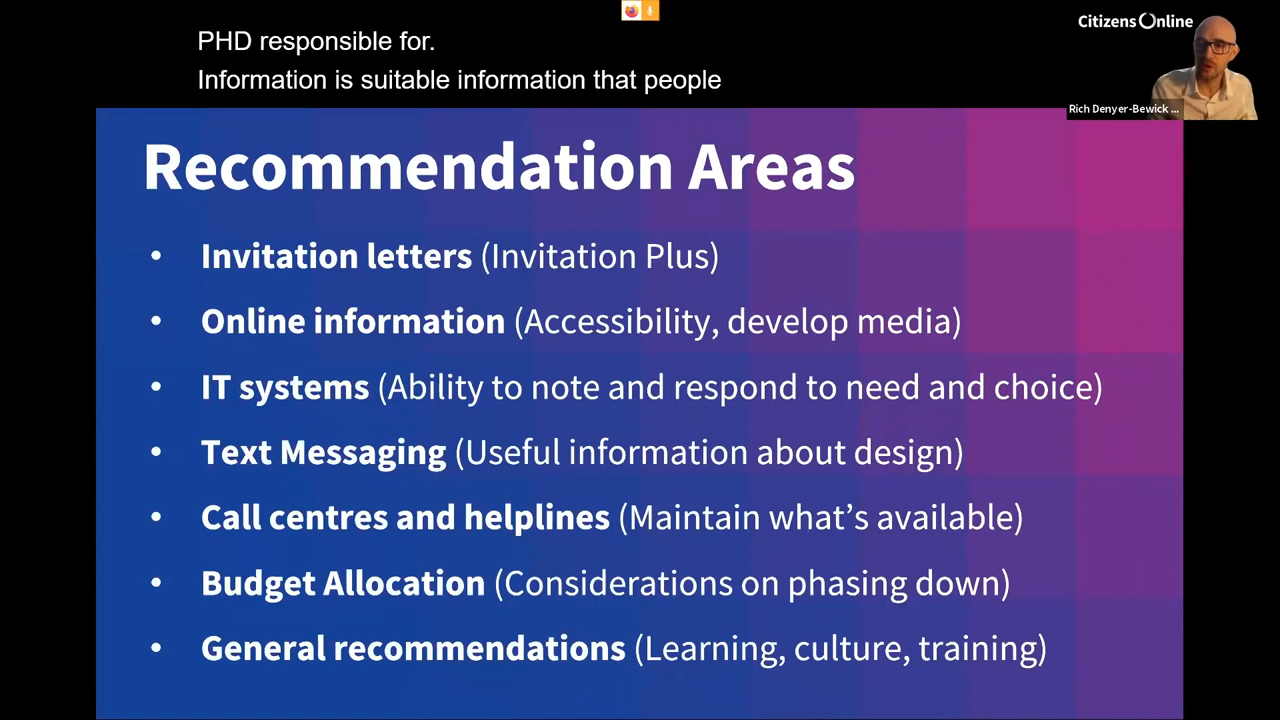 PHD responsible for.
Information is suitable information that people
Citizens Online
Rich Denyer-Bewick ...
Recommendation Areas
• Invitation letters (Invitation Plus)
• Online information (Accessibility, develop media)
• IT systems (Ability to note and respond to need and choice)
• Text Messaging (Useful information about design)
• Call centres and helplines (Maintain what’s available)
• Budget Allocation (Considerations on phasing down)
• General recommendations (Learning, culture, training)